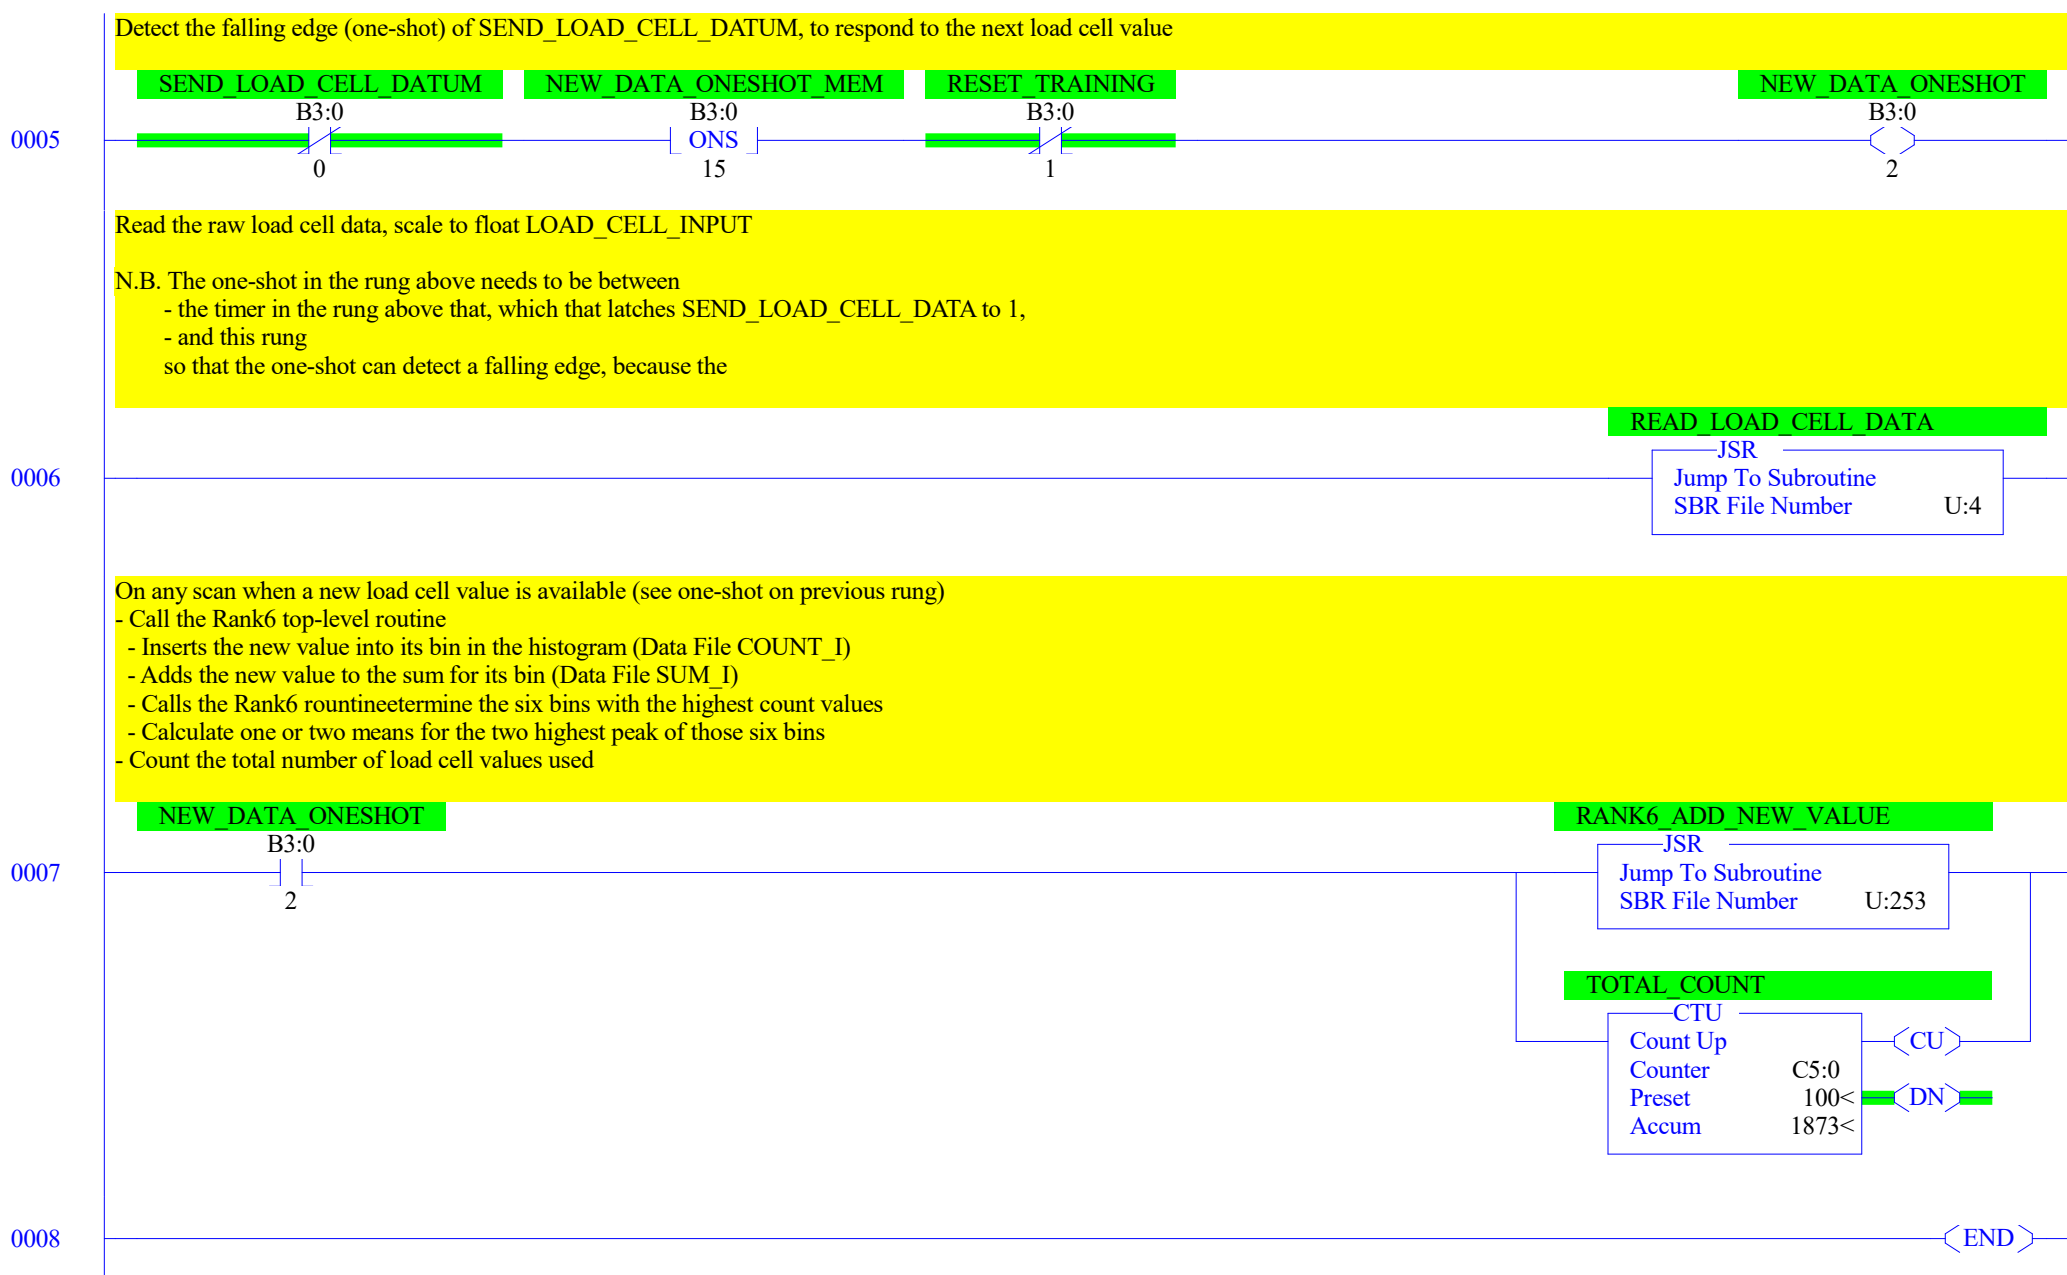 Detect the falling edge (one-shot) of SEND_LOAD_CELL_DATUM, to respond to the next load cell value
SEND_LOAD_CELL_DATUM NEW_DATA_ONESHOT_MEM RESET_TRAINING NEW_DATA_ONESHOT
B3:0 B3:0 B3:0 B3:0
0005 ONS
0 15 1 2
Read the raw load cell data, scale to float LOAD_CELL_INPUT
N.B. The one-shot in the rung above needs to be between
- the timer in the rung above that, which that latches SEND_LOAD_CELL_DATA to 1,
- and this rung
so that the one-shot can detect a falling edge, because the
READ_LOAD_CELL_DATA
JSR
0006 Jump To Subroutine
SBR File Number U:4
On any scan when a new load cell value is available (see one-shot on previous rung)
- Call the Rank6 top-level routine
- Inserts the new value into its bin in the histogram (Data File COUNT_I)
- Adds the new value to the sum for its bin (Data File SUM_I)
- Calls the Rank6 rountineetermine the six bins with the highest count values
- Calculate one or two means for the two highest peak of those six bins
- Count the total number of load cell values used
NEW_DATA_ONESHOT RANK6_ADD_NEW_VALUE
B3:0 JSR
0007 Jump To Subroutine
2 SBR File Number U:253
TOTAL_COUNT
CTU
Count Up CU
Counter C5:0
Preset 100< DN
Accum 1873<
0008 END